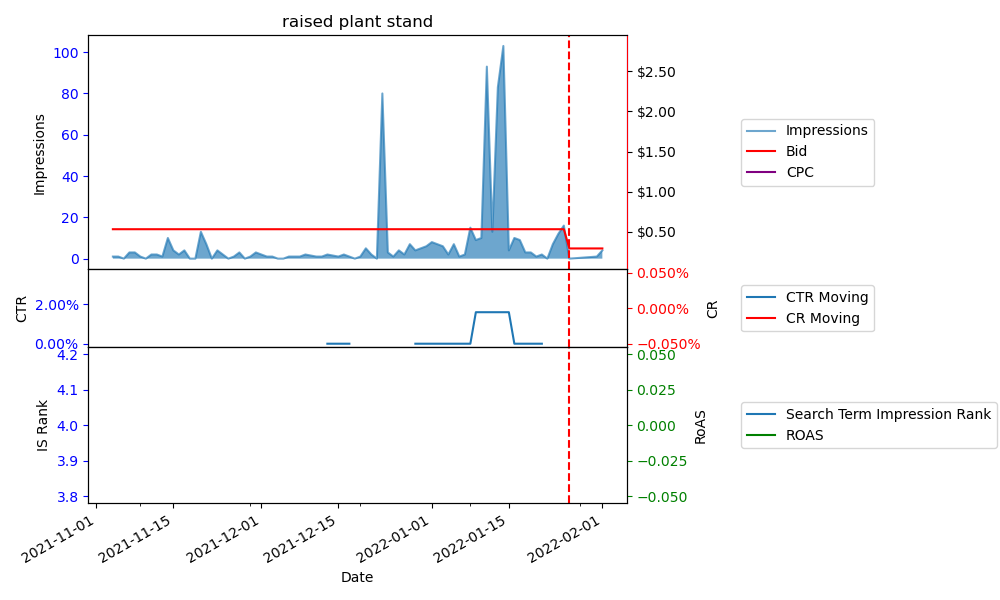 raised plant stand
100
80
60
40
20
0
Impressions
$2.50
$2.00
$1.50
$1.00
$0.50
Impressions
Bid
CPC
2.00%
0.00%
CTR
0.050%
0.000%
−0.050%
CR
CTR Moving
CR Moving
4.2
4.1
4.0
3.9
3.8
IS Rank
0.050
0.025
0.000
−0.025
−0.050
RoAS
Search Term Impression Rank
ROAS
2021-11-01
2021-11-15
2021-12-01
2021-12-15
2022-01-01
2022-01-15
2022-02-01
Date